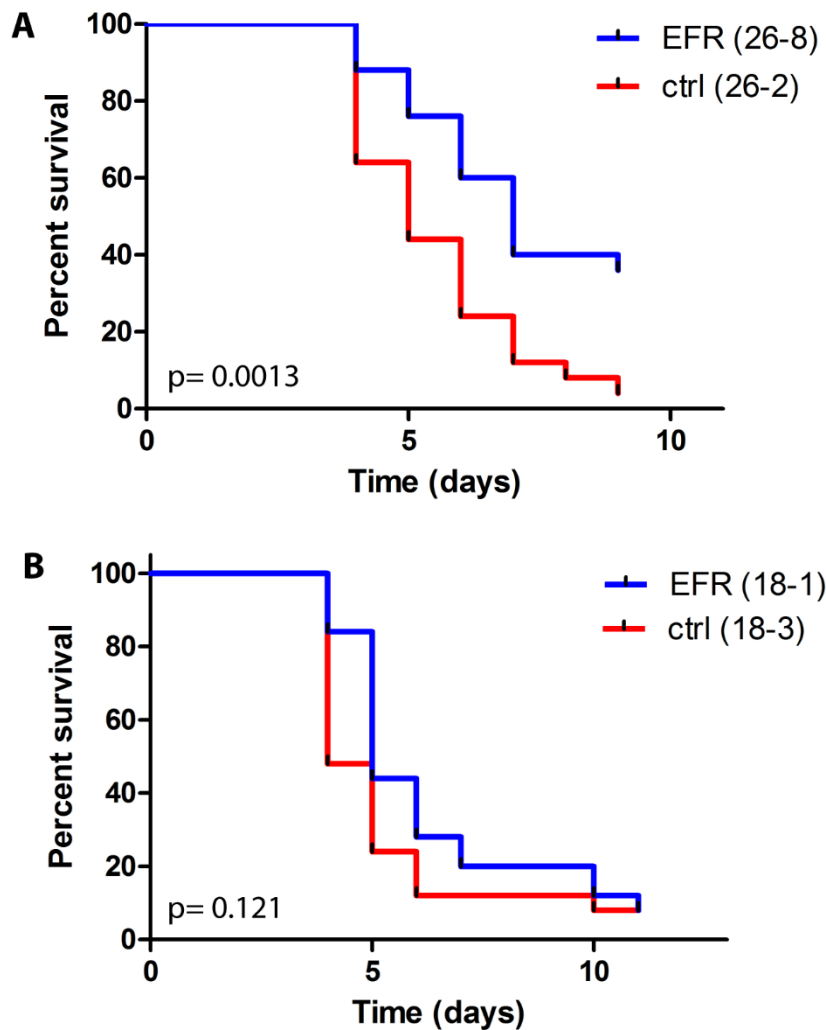 A
EFR (26-8)
ctrl (26-2)
Percent survival
100
80
60
40
20
0
p= 0.0013
0
5
10
Time (days)
B
EFR (18-1)
ctrl (18-3)
Percent survival
100
80
60
40
20
0
p= 0.121
0
5
10
Time (days)